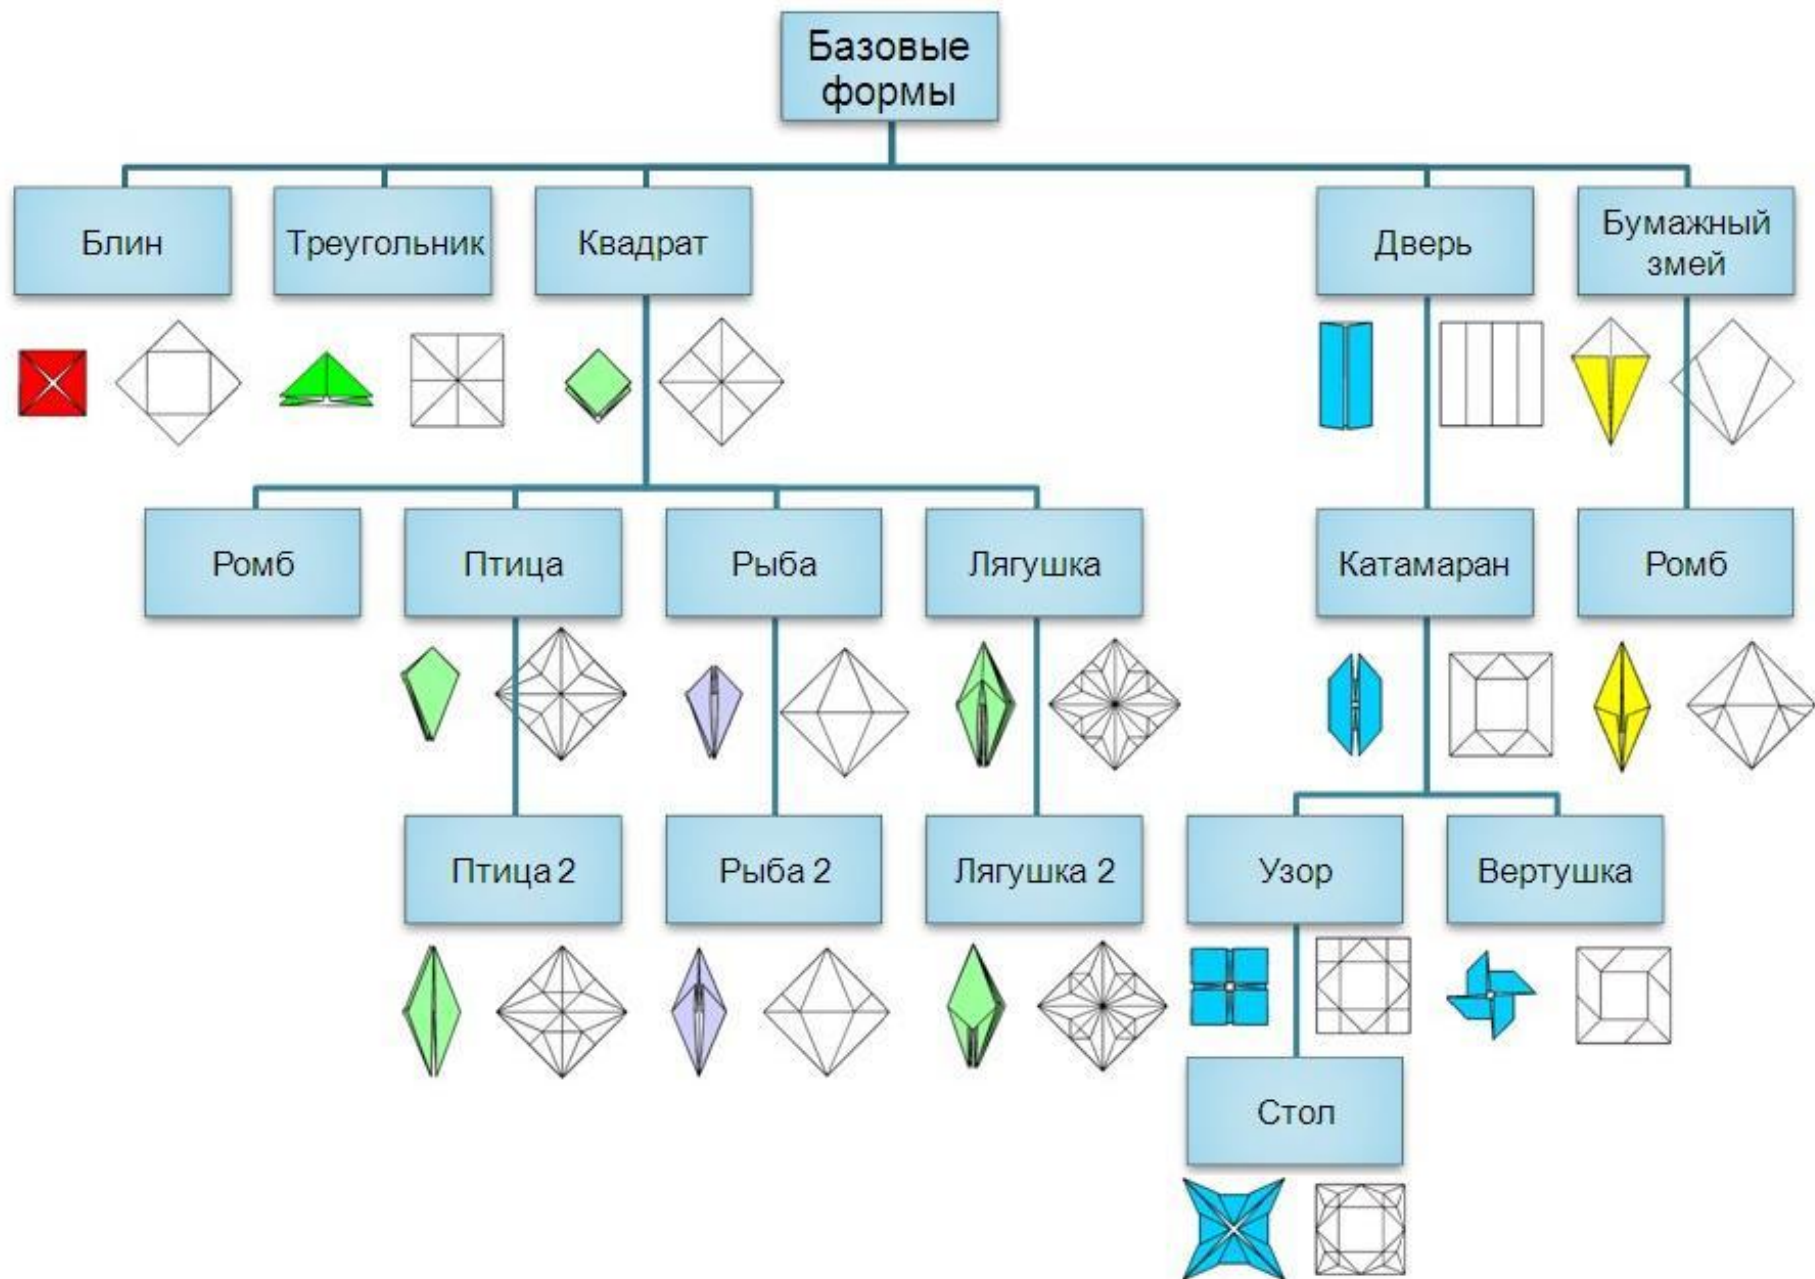 Базовые
формы
Блин
Треугольник
Квадрат
Дверь
Бумажный
змей
Ромб
Птица
Рыба
Лягушка
Катамаран
Ромб
Птица 2
Рыба 2
Лягушка 2
Узор
Вертушка
Стол